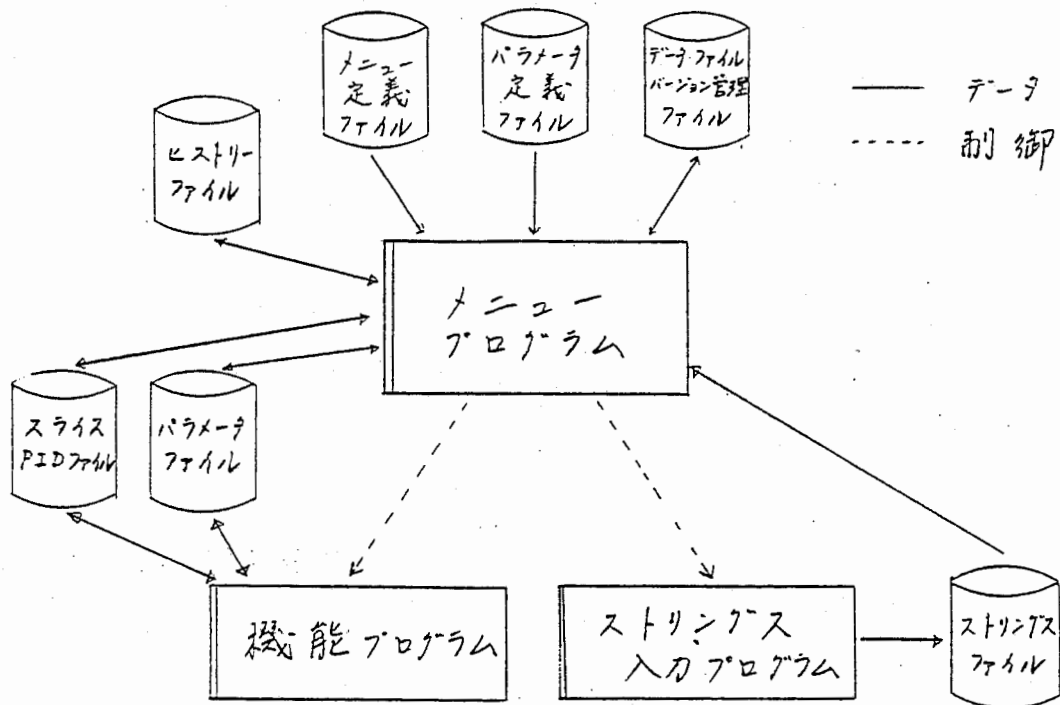 メニュー
定義
ファイル
パラメータ
定義
ファイル
データ・ファイル
バージョン管理
ファイル
データ
制御
ヒストリー
ファイル
メニュー
プログラム
スライス
PIDファイル
パラメータ
ファイル
機能プログラム
ストリングス
入力プログラム
ストリングス
ファイル